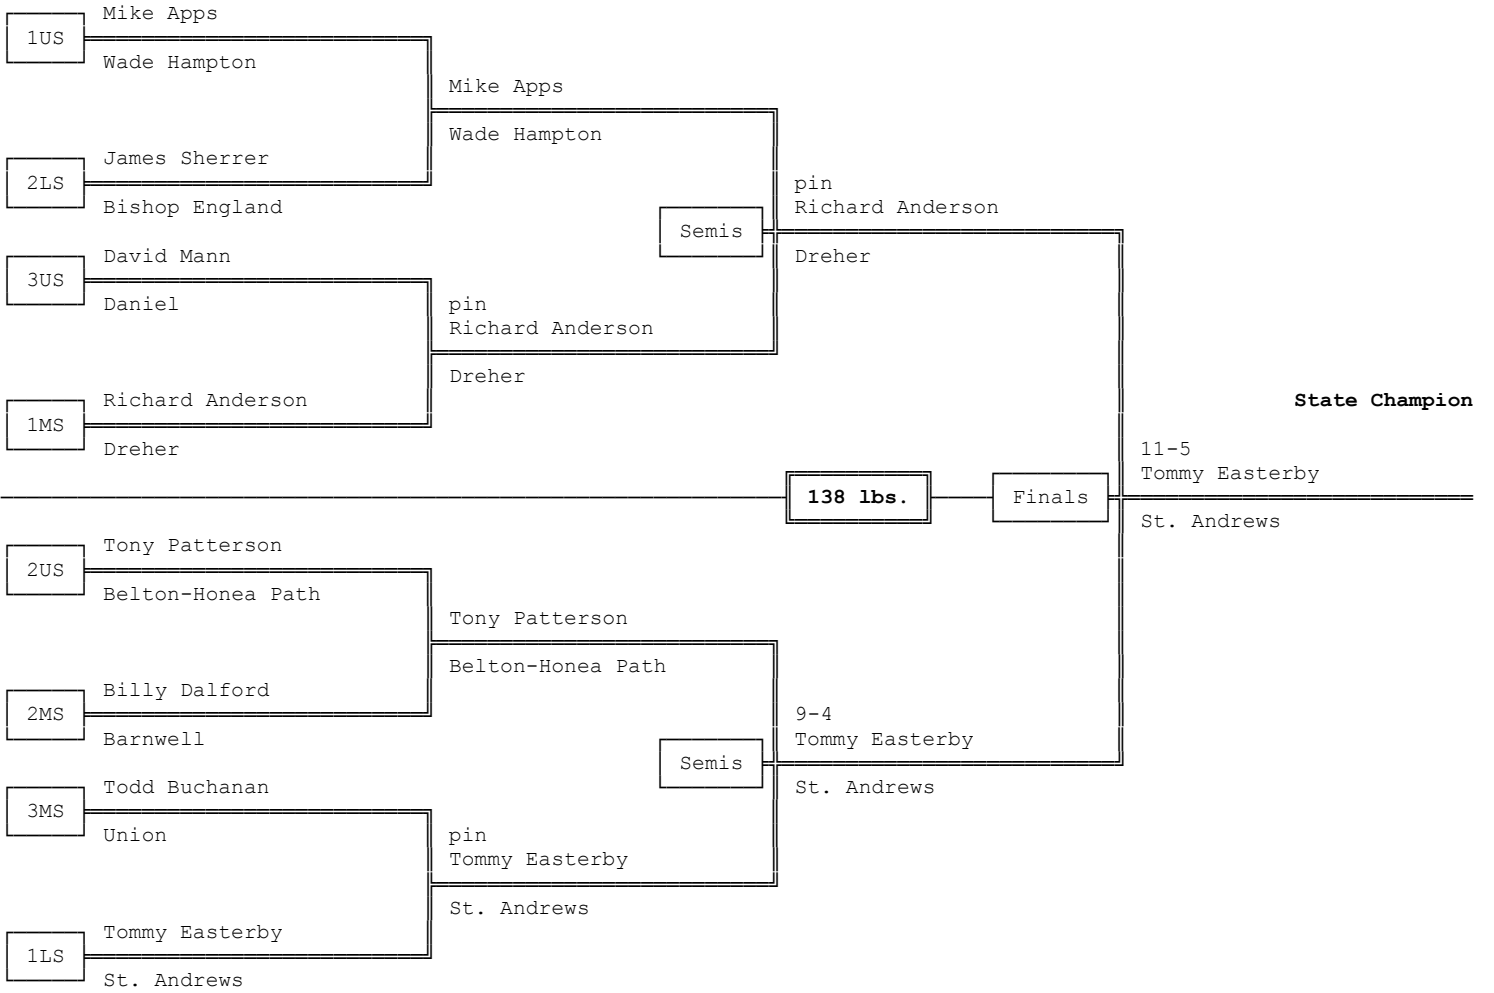 Mike Apps
1US
Wade Hampton
Mike Apps
Wade Hampton
James Sherrer
2LS
Bishop England
pin
Richard Anderson
Semis
Dreher
David Mann
3US
Daniel
pin
Richard Anderson
Dreher
Richard Anderson
1MS
Dreher
State Champion
11-5
Tommy Easterby
138 lbs.
Finals
St. Andrews
Tony Patterson
2US
Belton-Honea Path
Tony Patterson
Belton-Honea Path
Billy Dalford
2MS
Barnwell
9-4
Tommy Easterby
Semis
St. Andrews
Todd Buchanan
3MS
Union
pin
Tommy Easterby
St. Andrews
Tommy Easterby
1LS
St. Andrews